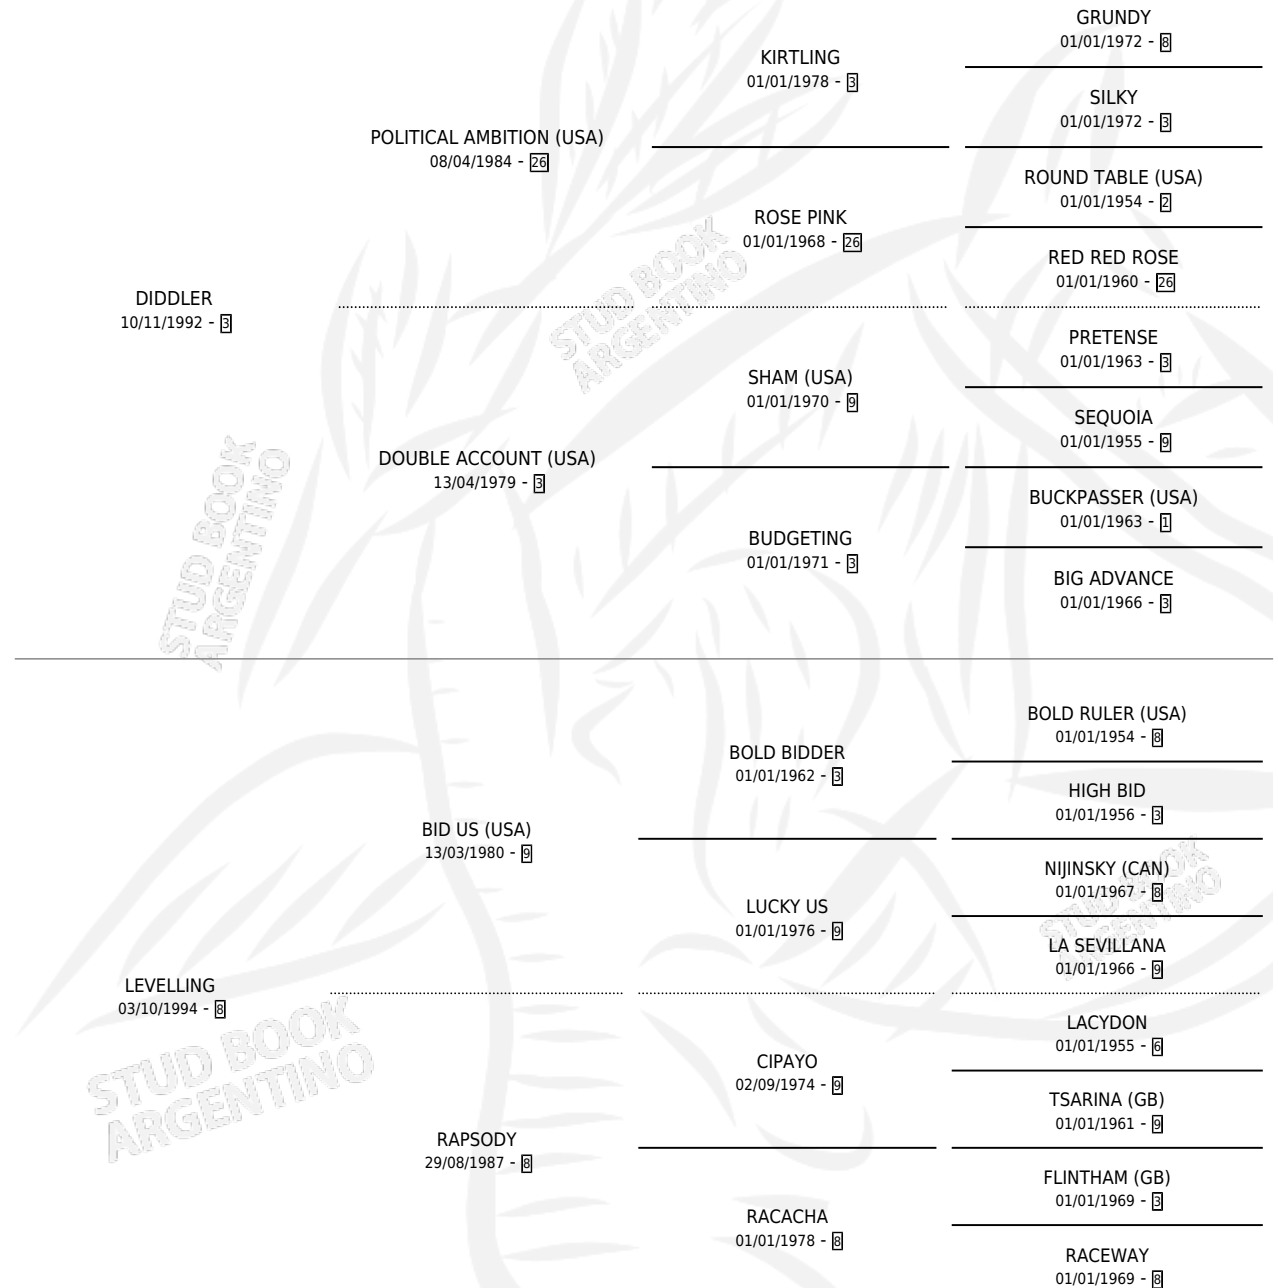 GRUNDY
01/01/1972 - 8
KIRTLING
01/01/1978 - 3
SILKY
01/01/1972 - 3
POLITICAL AMBITION (USA)
08/04/1984 - 26
ROUND TABLE (USA)
01/01/1954 - 2
ROSE PINK
01/01/1968 - 26
RED RED ROSE
01/01/1960 - 26
DIDDLER
10/11/1992 - 3
STUD BOOK
ARGENTINO
PRETENSE
01/01/1963 - 3
SHAM (USA)
01/01/1970 - 9
SEQUOIA
01/01/1955 - 9
DOUBLE ACCOUNT (USA)
13/04/1979 - 3
BUCKPASSER (USA)
01/01/1963 - 1
BUDGETING
01/01/1971 - 3
BIG ADVANCE
01/01/1966 - 3
STUD BOOK
ARGENTINO
BOLD RULER (USA)
01/01/1954 - 8
BOLD BIDDER
01/01/1962 - 3
HIGH BID
01/01/1956 - 3
BID US (USA)
13/03/1980 - 9
NIJINSKY (CAN)
01/01/1967 - 8
LUCKY US
01/01/1976 - 9
STUD BOOK
ARGENTINO
LA SEVILLANA
01/01/1966 - 9
LEVELLING
03/10/1994 - 8
STUD BOOK
ARGENTINO
LACYDON
01/01/1955 - 6
CIPAYO
02/09/1974 - 9
TSARINA (GB)
01/01/1961 - 9
RAPSODY
29/08/1987 - 8
FLINTHAM (GB)
01/01/1969 - 3
RACACHA
01/01/1978 - 8
RACEWAY
01/01/1969 - 8